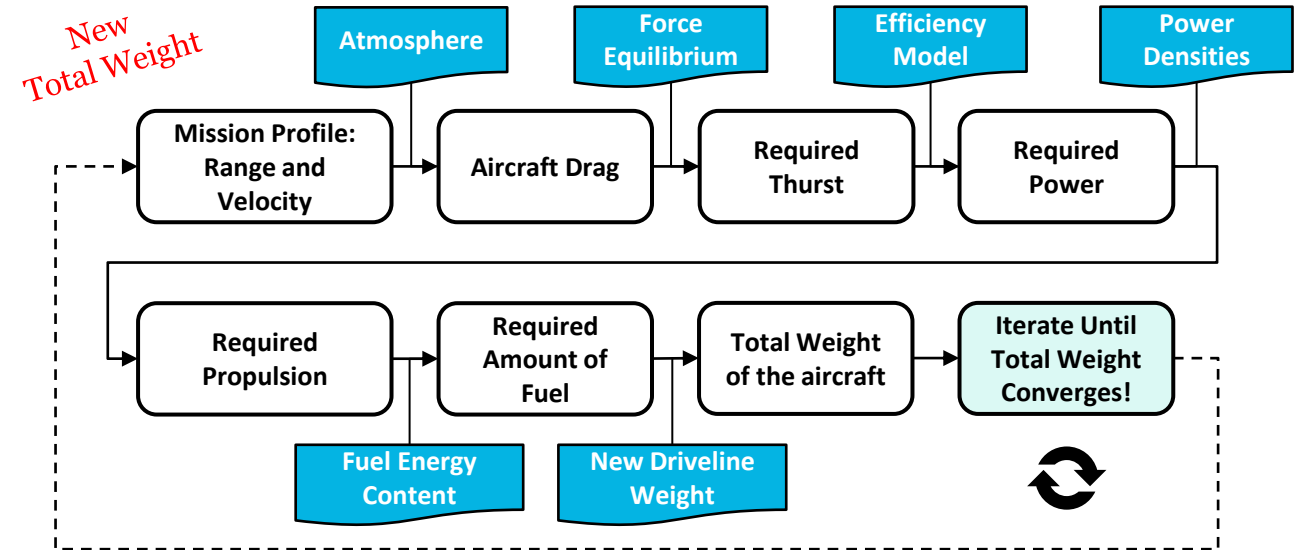 New
Total Weight
Atmosphere
Force
Equilibrium
Efficiency
Model
Power
Densities
Mission Profile:
Range and
Velocity
Aircraft Drag
Required
Thurst
Required
Power
Required
Propulsion
Required
Amount of
Fuel
Total Weight
of the aircraft
Iterate Until
Total Weight
Converges!
Fuel Energy
Content
New Driveline
Weight